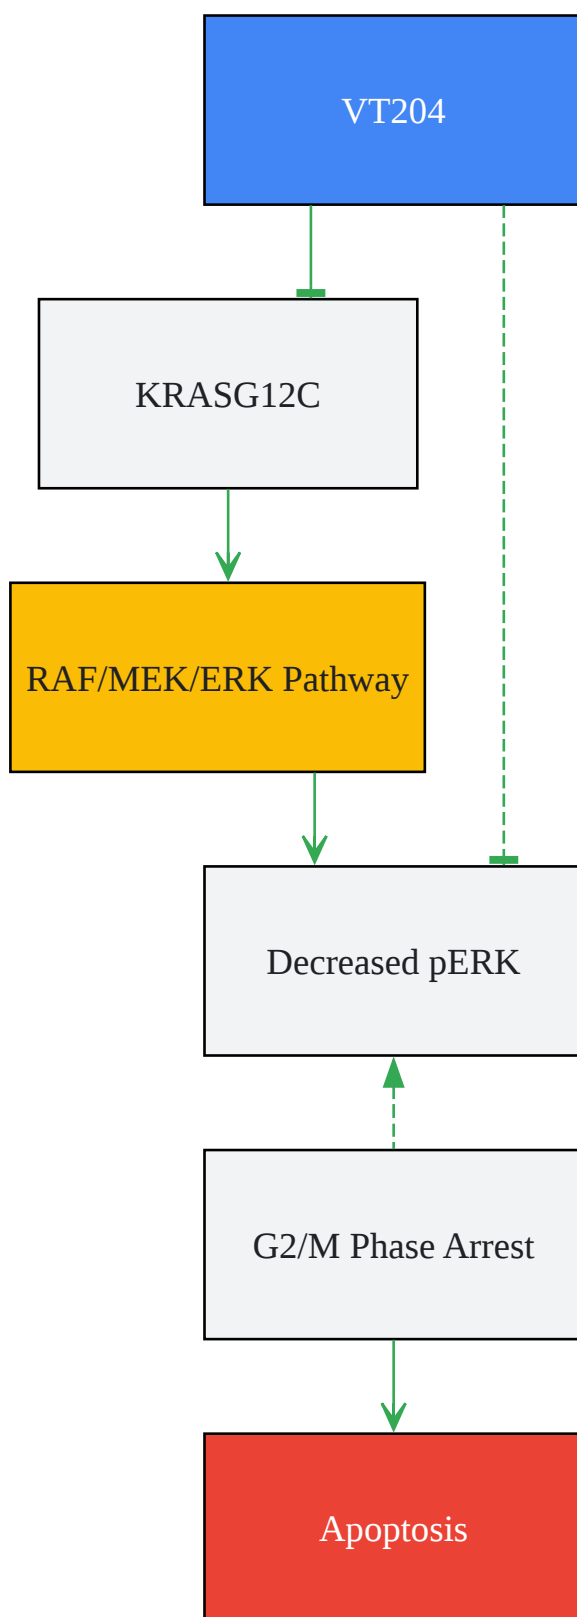 VT204
KRASG12C
RAF/MEK/ERK Pathway
Decreased pERK
G2/M Phase Arrest
Apoptosis